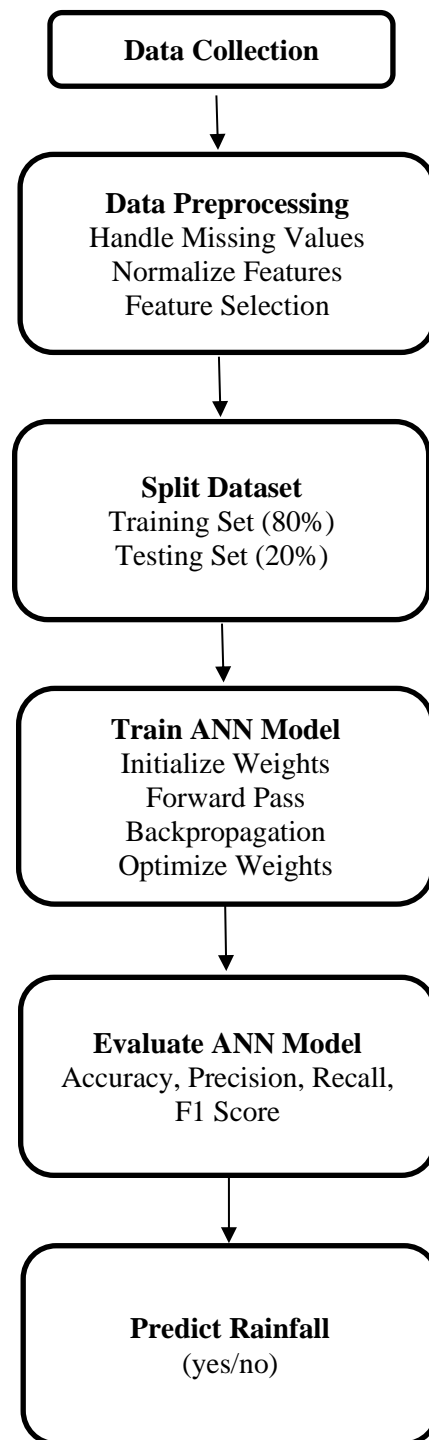 Data Collection
Data Preprocessing
Handle Missing Values
Normalize Features
Feature Selection
Split Dataset
Training Set (80%)
Testing Set (20%)
Train ANN Model
Initialize Weights
Forward Pass
Backpropagation
Optimize Weights
Evaluate ANN Model
Accuracy, Precision, Recall,
F1 Score
Predict Rainfall
(yes/no)